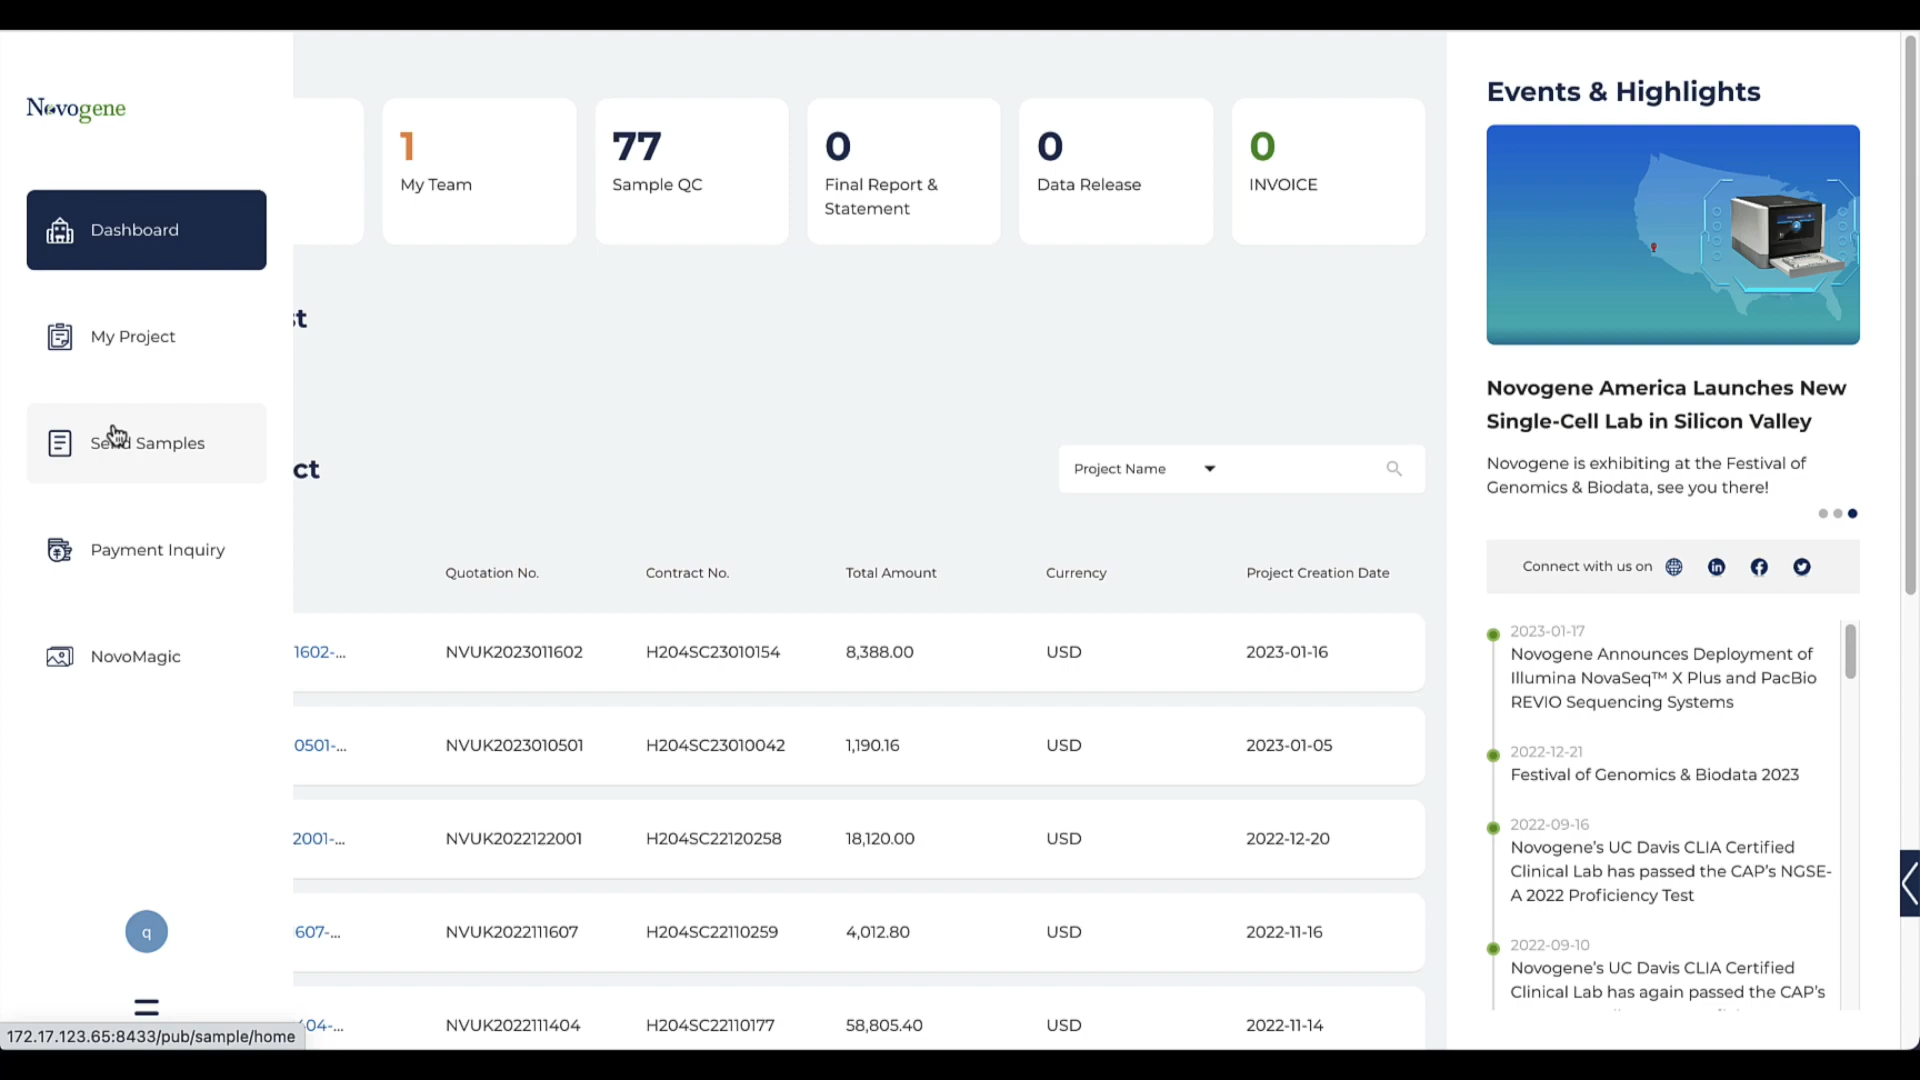 Novogene
Dashboard
My Project
Send Samples
Payment Inquiry
NovoMagic
q
172.17.123.65:8433/pub/sample/home
1
My Team
77
Sample QC
0
Final Report &
Statement
0
Data Release
0
INVOICE
st
ct
Project Name
Quotation No. Contract No. Total Amount Currency Project Creation Date
1602-... NVUK2023011602 H204SC23010154 8,388.00 USD 2023-01-16
0501-... NVUK2023010501 H204SC23010042 1,190.16 USD 2023-01-05
2001-... NVUK2022122001 H204SC22120258 18,120.00 USD 2022-12-20
607-... NVUK2022111607 H204SC22110259 4,012.80 USD 2022-11-16
04-... NVUK2022111404 H204SC22110177 58,805.40 USD 2022-11-14
Events & Highlights
Novogene America Launches New
Single-Cell Lab in Silicon Valley
Novogene is exhibiting at the Festival of
Genomics & Biodata, see you there!
Connect with us on
2023-01-17
Novogene Announces Deployment of
Illumina NovaSeq™ X Plus and PacBio
REVIO Sequencing Systems
2022-12-21
Festival of Genomics & Biodata 2023
2022-09-16
Novogene's UC Davis CLIA Certified
Clinical Lab has passed the CAP's NGSE-
A 2022 Proficiency Test
2022-09-10
Novogene's UC Davis CLIA Certified
Clinical Lab has again passed the CAP's